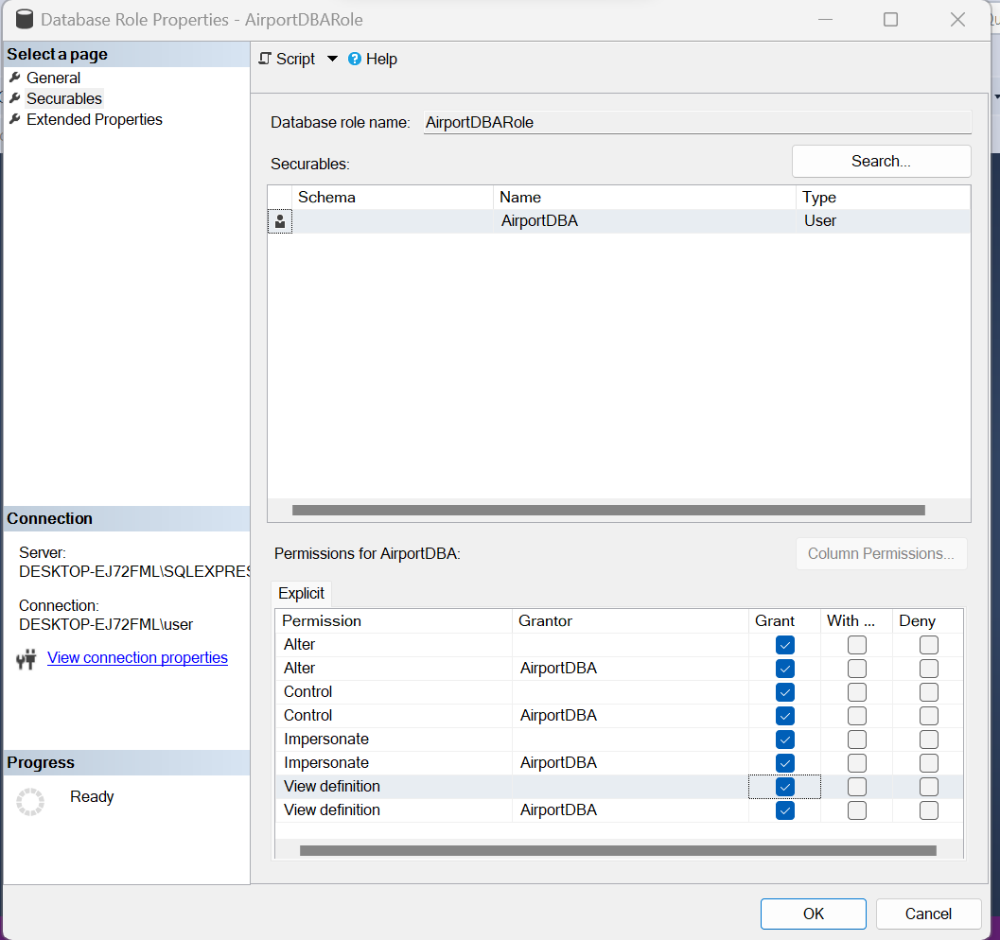 Database Role Properties - AirportDBARole
Select a page
General
Securables
Extended Properties
Script
Help
Database role name: AirportDBARole
Securables:
Search...
Schema Name Type
AirportDBA User
Connection
Server:
DESKTOP-EJ72FML\SQLEXPRES
Connection:
DESKTOP-EJ72FML\user
View connection properties
Progress
Ready
Permissions for AirportDBA:
Column Permissions...
Explicit
Permission Grantor Grant With ... Deny
Alter
Alter AirportDBA
Control
Control AirportDBA
Impersonate
Impersonate AirportDBA
View definition
View definition AirportDBA
OK
Cancel